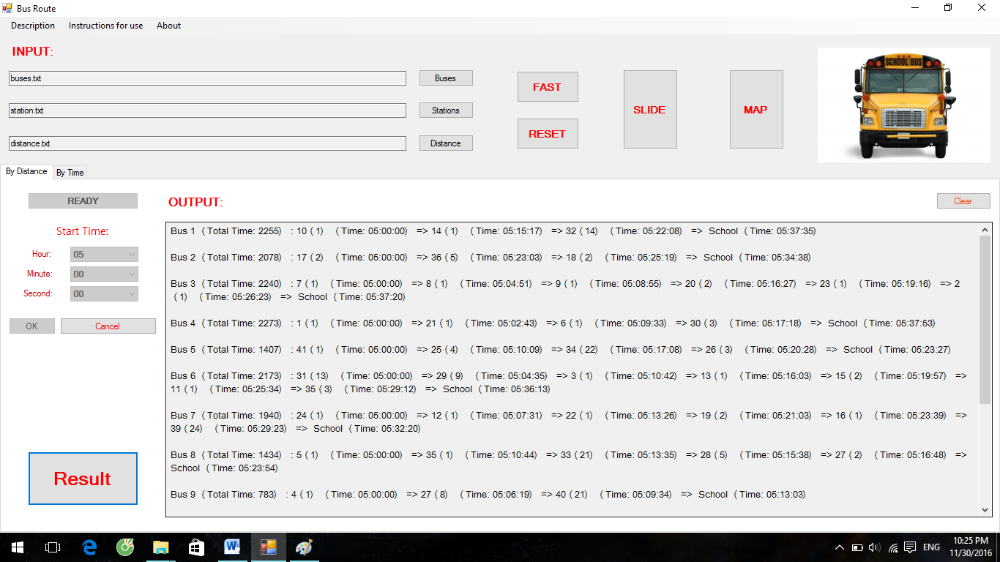 Bus Route
Description Instructions for use About
INPUT:
buses.txt Buses
station.txt Stations
distance.txt Distance
FAST
RESET
SLIDE
MAP
SCHOOL BUS
By Distance By Time
READY
Start Time:
Hour: 05
Minute: 00
Second: 00
OK Cancel
Result
OUTPUT:
Clear
Bus 1 ( Total Time: 2255) : 10 ( 1) ( Time: 05:00:00) => 14 ( 1) ( Time: 05:15:17) => 32 ( 14) ( Time: 05:22:08) => School ( Time: 05:37:35)
Bus 2 ( Total Time: 2078) : 17 ( 2) ( Time: 05:00:00) => 36 ( 5) ( Time: 05:23:03) => 18 ( 2) ( Time: 05:25:19) => School ( Time: 05:34:38)
Bus 3 ( Total Time: 2240) : 7 ( 1) ( Time: 05:00:00) => 8 ( 1) ( Time: 05:04:51) => 9 ( 1) ( Time: 05:08:55) => 20 ( 2) ( Time: 05:16:27) => 23 ( 1) ( Time: 05:19:16) => 2
( 1) ( Time: 05:26:23) => School ( Time: 05:37:20)
Bus 4 ( Total Time: 2273) : 1 ( 1) ( Time: 05:00:00) => 21 ( 1) ( Time: 05:02:43) => 6 ( 1) ( Time: 05:09:33) => 30 ( 3) ( Time: 05:17:18) => School ( Time: 05:37:53)
Bus 5 ( Total Time: 1407) : 41 ( 1) ( Time: 05:00:00) => 25 ( 4) ( Time: 05:10:09) => 34 ( 22) ( Time: 05:17:08) => 26 ( 3) ( Time: 05:20:28) => School ( Time: 05:23:27)
Bus 6 ( Total Time: 2173) : 31 ( 13) ( Time: 05:00:00) => 29 ( 9) ( Time: 05:04:35) => 3 ( 1) ( Time: 05:10:42) => 13 ( 1) ( Time: 05:16:03) => 15 ( 2) ( Time: 05:19:57) =>
11 ( 1) ( Time: 05:25:34) => 35 ( 3) ( Time: 05:29:12) => School ( Time: 05:36:13)
Bus 7 ( Total Time: 1940) : 24 ( 1) ( Time: 05:00:00) => 12 ( 1) ( Time: 05:07:31) => 22 ( 1) ( Time: 05:13:26) => 19 ( 2) ( Time: 05:21:03) => 16 ( 1) ( Time: 05:23:39) =>
39 ( 24) ( Time: 05:29:23) => School ( Time: 05:32:20)
Bus 8 ( Total Time: 1434) : 5 ( 1) ( Time: 05:00:00) => 35 ( 1) ( Time: 05:10:44) => 33 ( 21) ( Time: 05:13:35) => 28 ( 5) ( Time: 05:15:38) => 27 ( 2) ( Time: 05:16:48) =>
School ( Time: 05:23:54)
Bus 9 ( Total Time: 783) : 4 ( 1) ( Time: 05:00:00) => 27 ( 8) ( Time: 05:06:19) => 40 ( 21) ( Time: 05:09:34) => School ( Time: 05:13:03)
ENG
10:25 PM
11/30/2016